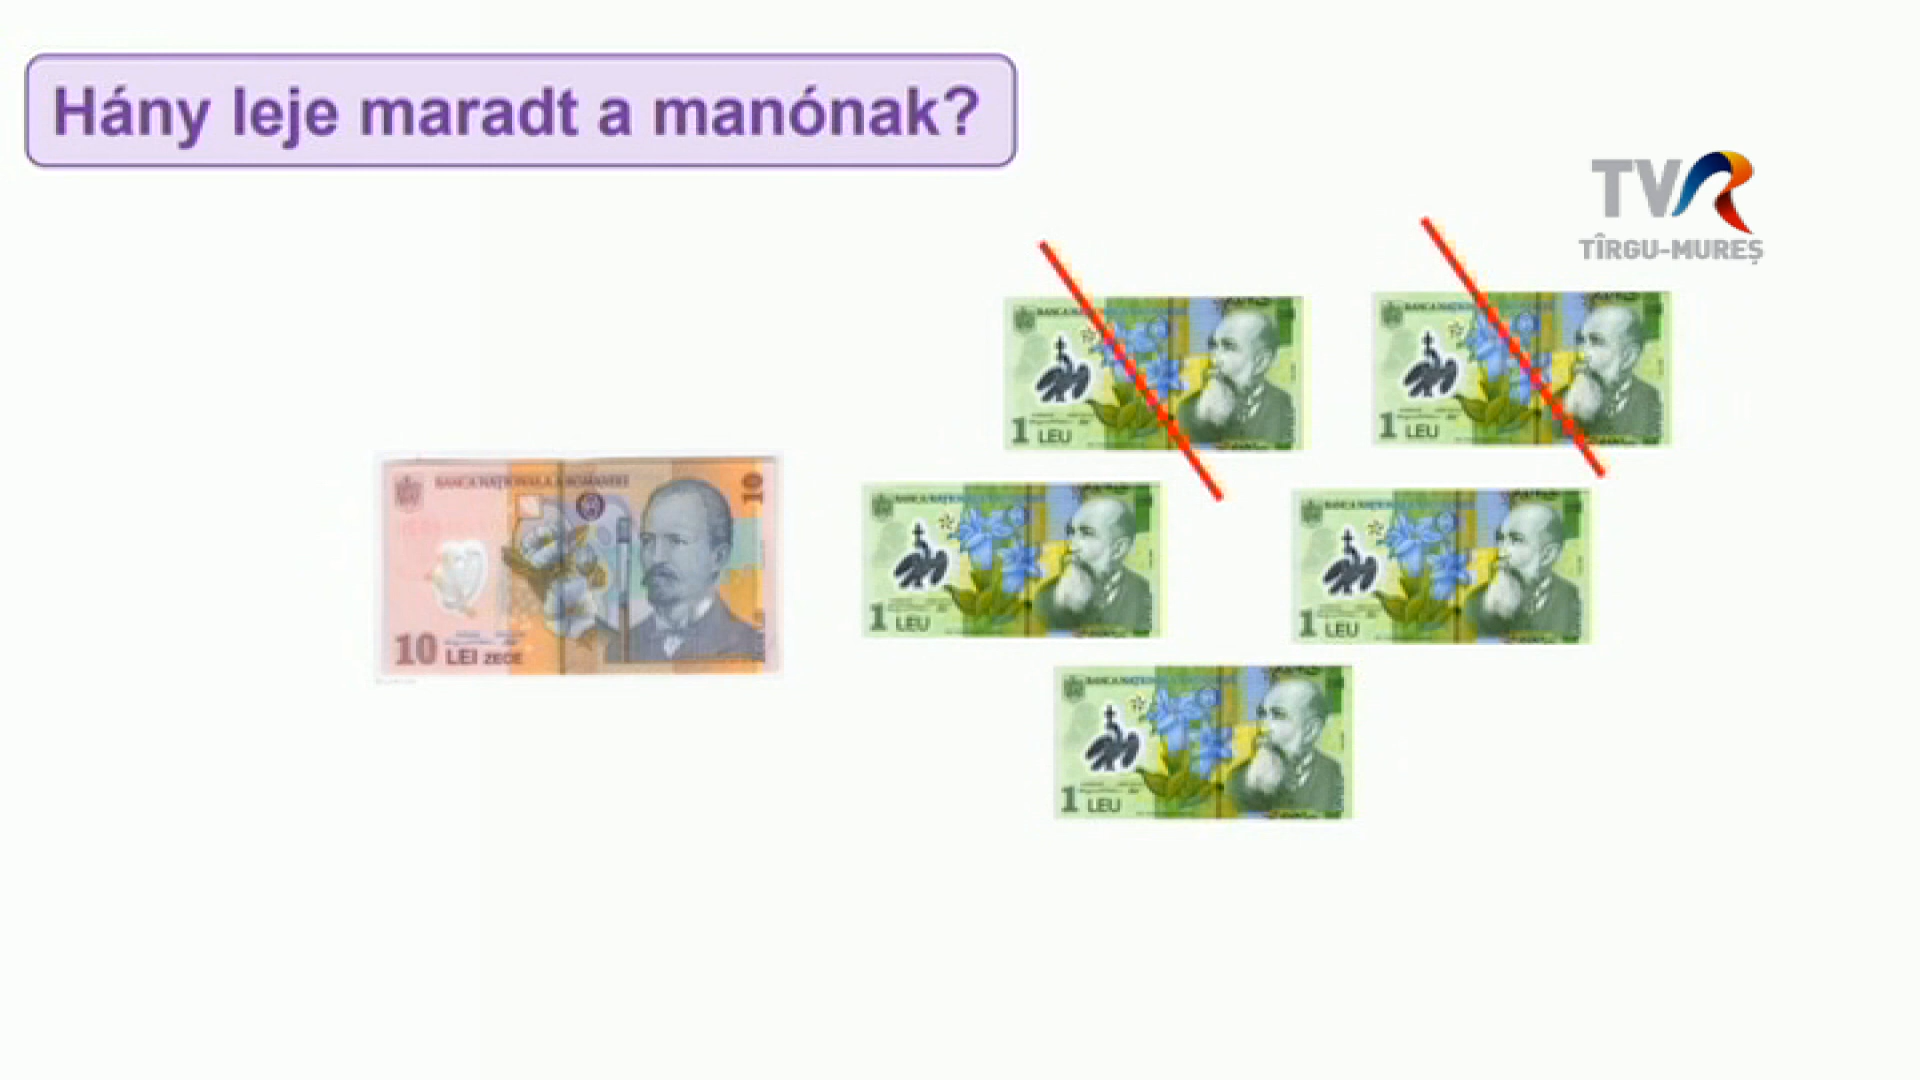 Hány leje maradt a manónak?
TVR
TÎRGU-MUREȘ
BANCA NAȚIONALĂ A ROMÂNIEI
10
10 LEI ZECE
1 LEU
1 LEU
1 LEU
1 LEU
1 LEU